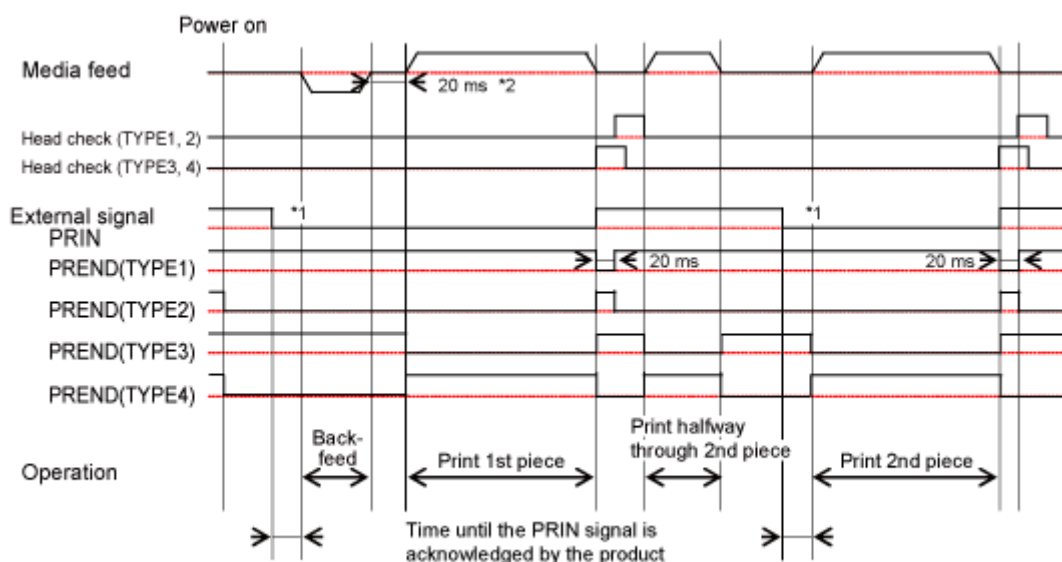 Power on
Media feed
20 ms *2
Head check (TYPE1, 2)
Head check (TYPE3, 4)
External signal
*1
*1
PRIN
PREND(TYPE1)
20 ms
20 ms
PREND(TYPE2)
PREND(TYPE3)
PREND(TYPE4)
Operation
Back-
feed
Print 1st piece
Print halfway
through 2nd piece
Print 2nd piece
Time until the PRIN signal is
acknowledged by the product